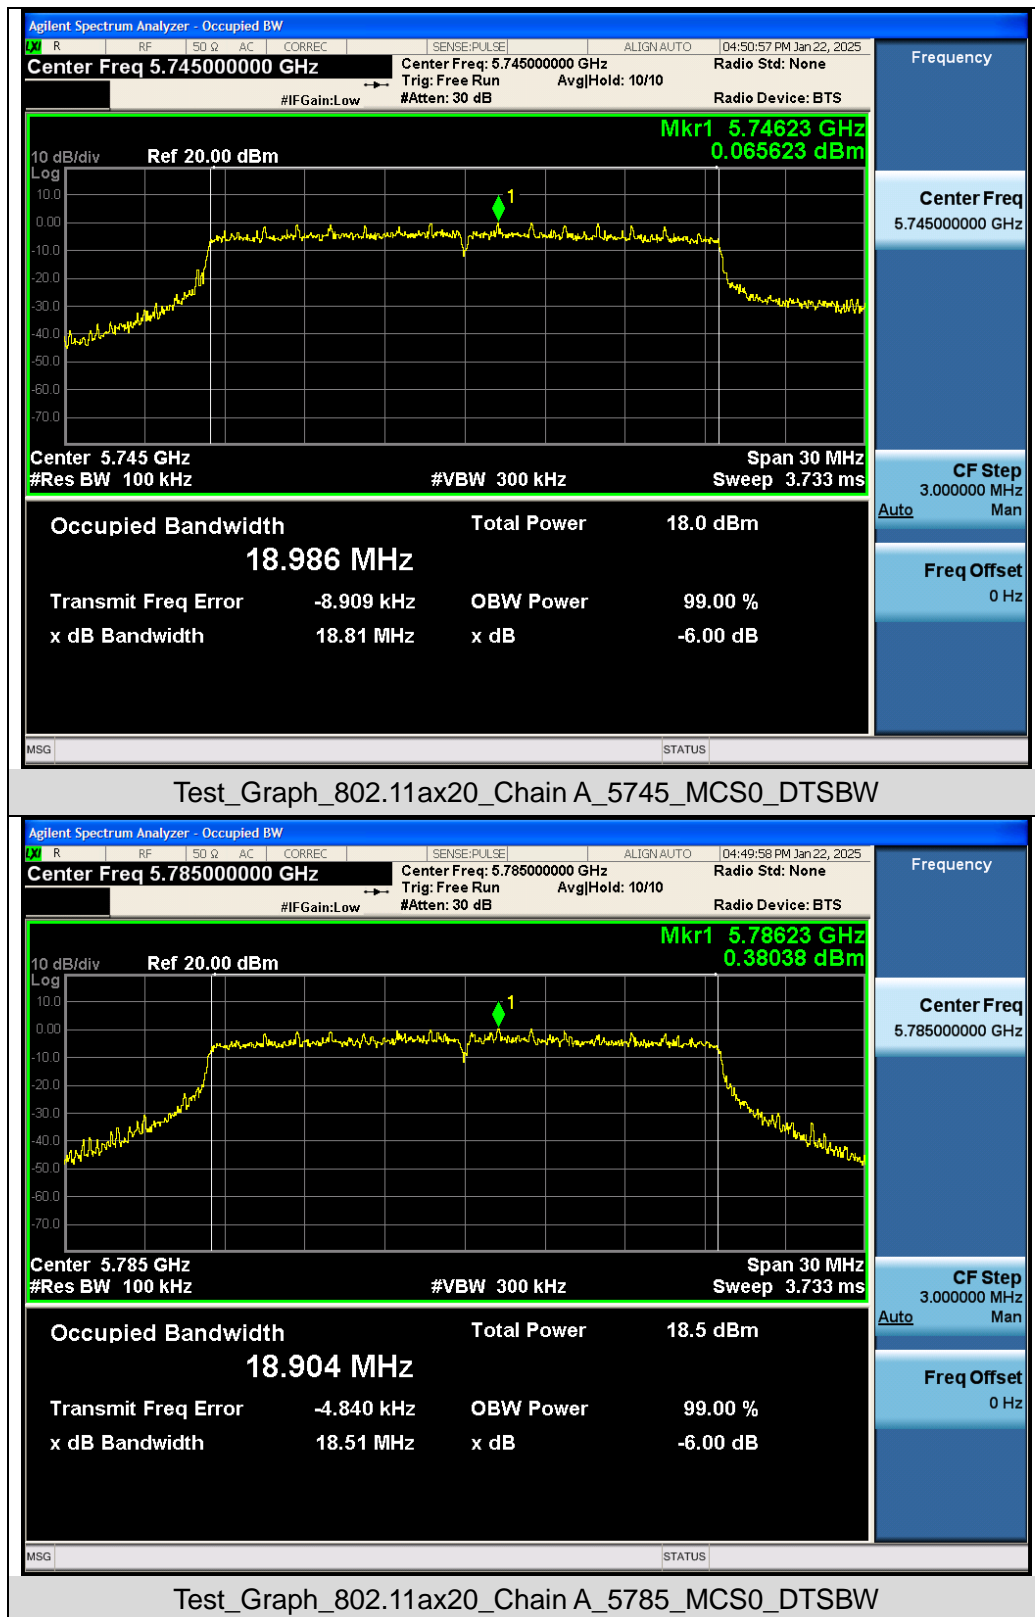 Agilent Spectrum Analyzer - Occupied BW
LXI R RF 50 Ω AC CORREC SENSE:PULSE ALIGN AUTO 04:50:57 PM Jan 22, 2025
Center Freq 5.745000000 GHz Center Freq: 5.745000000 GHz Radio Std: None
Trig: Free Run Avg|Hold: 10/10
#IFGain:Low #Atten: 30 dB Radio Device: BTS
Frequency
Mkr1 5.74623 GHz
0.065623 dBm
10 dB/div Ref 20.00 dBm
Log
10.0
0.00
-10.0
-20.0
-30.0
-40.0
-50.0
-60.0
-70.0
1
Center Freq
5.745000000 GHz
Center 5.745 GHz Span 30 MHz
#Res BW 100 kHz #VBW 300 kHz Sweep 3.733 ms
CF Step
3.000000 MHz
Auto Man
Occupied Bandwidth Total Power 18.0 dBm
18.986 MHz
Transmit Freq Error -8.909 kHz OBW Power 99.00 %
x dB Bandwidth 18.81 MHz x dB -6.00 dB
Freq Offset
0 Hz
MSG STATUS
Test_Graph_802.11ax20_Chain A_5745_MCS0_DTSBW
Agilent Spectrum Analyzer - Occupied BW
LXI R RF 50 Ω AC CORREC SENSE:PULSE ALIGN AUTO 04:49:58 PM Jan 22, 2025
Center Freq 5.785000000 GHz Center Freq: 5.785000000 GHz Radio Std: None
Trig: Free Run Avg|Hold: 10/10
#IFGain:Low #Atten: 30 dB Radio Device: BTS
Frequency
Mkr1 5.78623 GHz
0.38038 dBm
10 dB/div Ref 20.00 dBm
Log
10.0
0.00
-10.0
-20.0
-30.0
-40.0
-50.0
-60.0
-70.0
1
Center Freq
5.785000000 GHz
Center 5.785 GHz Span 30 MHz
#Res BW 100 kHz #VBW 300 kHz Sweep 3.733 ms
CF Step
3.000000 MHz
Auto Man
Occupied Bandwidth Total Power 18.5 dBm
18.904 MHz
Transmit Freq Error -4.840 kHz OBW Power 99.00 %
x dB Bandwidth 18.51 MHz x dB -6.00 dB
Freq Offset
0 Hz
MSG STATUS
Test_Graph_802.11ax20_Chain A_5785_MCS0_DTSBW